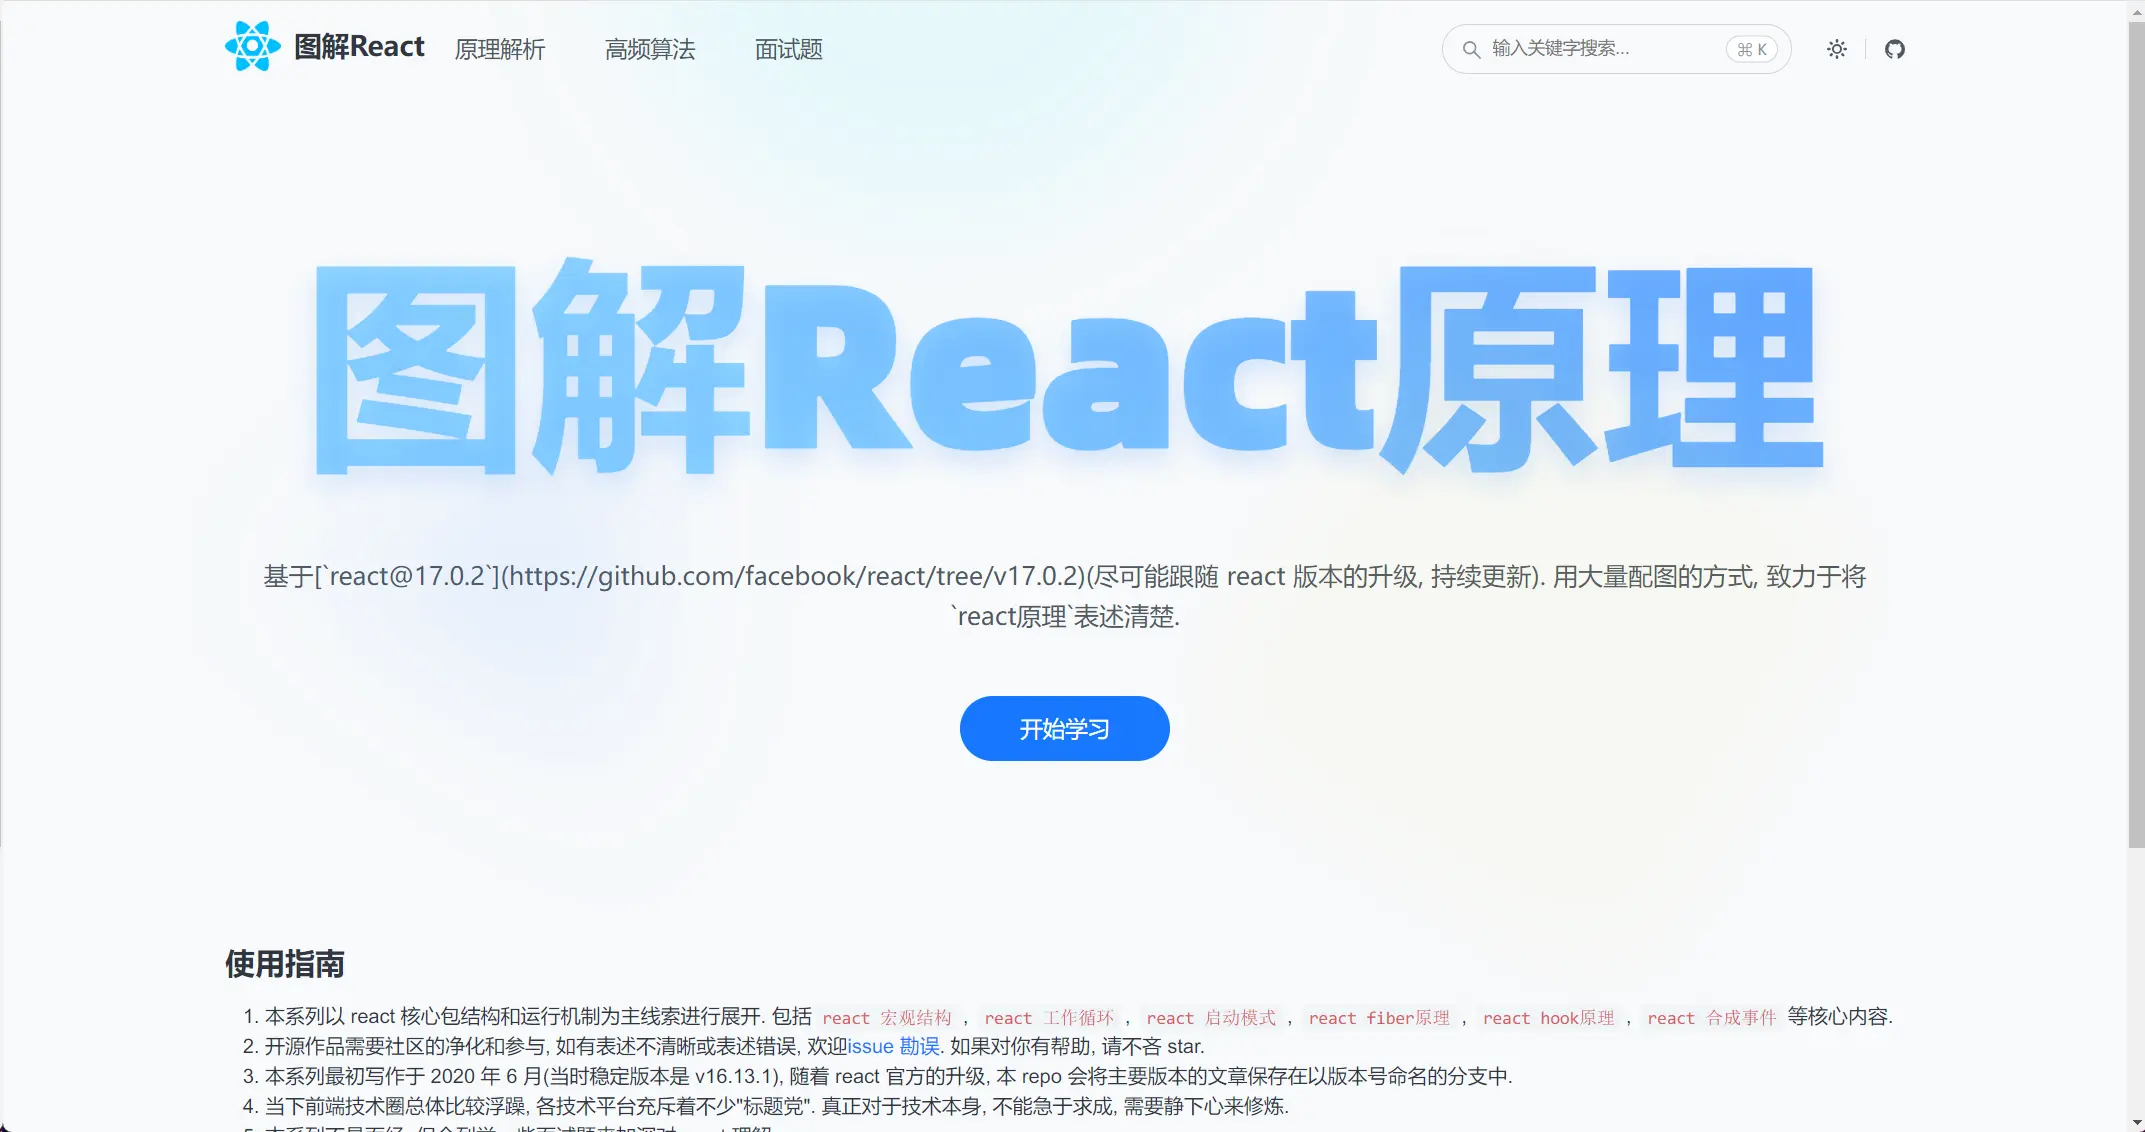 图解React 原理解析 高频算法 面试题 输入关键字搜索... ⌘ K
图解React原理
基于[`react@17.0.2`](https://github.com/facebook/react/tree/v17.0.2)(尽可能跟随 react 版本的升级, 持续更新). 用大量配图的方式, 致力于将
`react原理`表述清楚.
开始学习
使用指南
1. 本系列以 react 核心包结构和运行机制为主线索进行展开. 包括 react 宏观结构 , react 工作循环 , react 启动模式 , react fiber原理 , react hook原理 , react 合成事件 等核心内容.
2. 开源作品需要社区的净化和参与, 如有表述不清晰或表述错误, 欢迎issue 勘误. 如果对你有帮助, 请不吝 star.
3. 本系列最初写作于 2020 年 6 月(当时稳定版本是 v16.13.1), 随着 react 官方的升级, 本 repo 会将主要版本的文章保存在以版本号命名的分支中.
4. 当下前端技术圈总体比较浮躁, 各技术平台充斥着不少"标题党". 真正对于技术本身, 不能急于求成, 需要静下心来修炼.